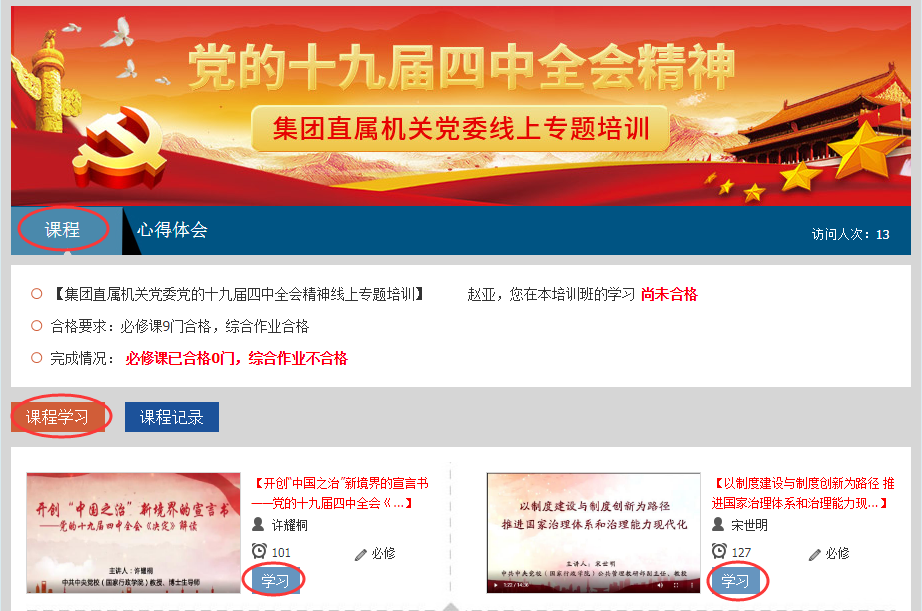 党的十九届四中全会精神
集团直属机关党委线上专题培训
课程 心得体会 访问人次：13
【集团直属机关党委党的十九届四中全会精神线上专题培训】 赵亚，您在本培训班的学习 尚未合格
合格要求：必修课9门合格，综合作业合格
完成情况： 必修课已合格0门，综合作业不合格
课程学习 课程记录
开创“中国之治”新境界的宣言书
——党的十九届四中全会《决定》解读
主讲人：许耀桐
中共中央党校（国家行政学院）教授、博士生导师
【开创“中国之治”新境界的宣言书
——党的十九届四中全会《...】
许耀桐
101 必修
学习
以制度建设与制度创新为路径
推进国家治理体系和治理能力现代化
主讲人：宋世明
中共中央党校（国家行政学院）公共管理教研部副主任、教授
【以制度建设与制度创新为路径 推
进国家治理体系和治理能力现...】
宋世明
127 必修
学习